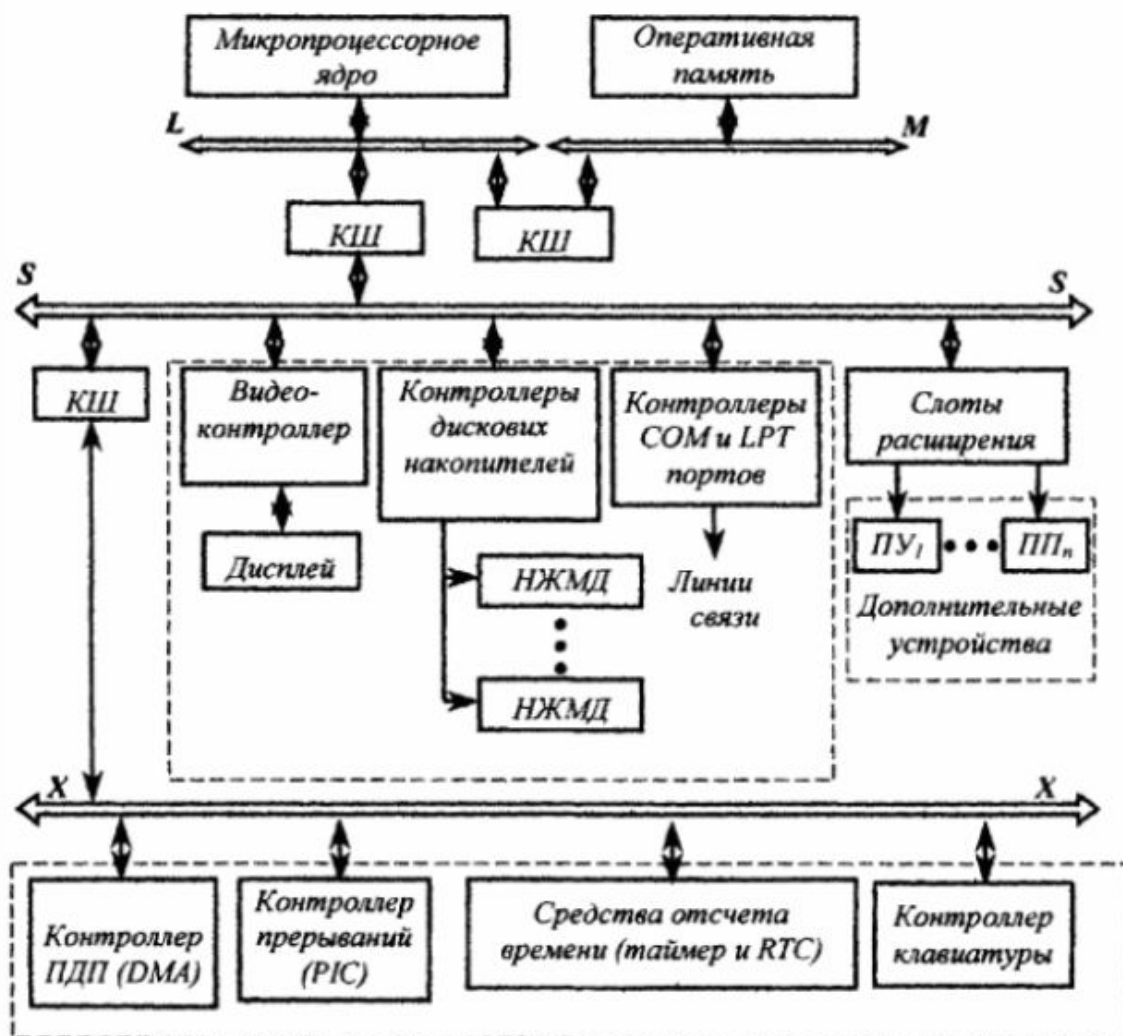 Микропроцессорное
ядро
Оперативная
память
L
M
КШ
КШ
S
S
КШ
Видео-
контроллер
Контроллеры
дисковых
накопителей
Контроллеры
COM и LPT
портов
Слоты
расширения
Дисплей
НЖМД
НЖМД
Линии
связи
ПУ1
ППn
Дополнительные
устройства
X
X
Контроллер
ПДП (DMA)
Контроллер
прерываний
(PIC)
Средства отсчета
времени (таймер и RTC)
Контроллер
клавиатуры